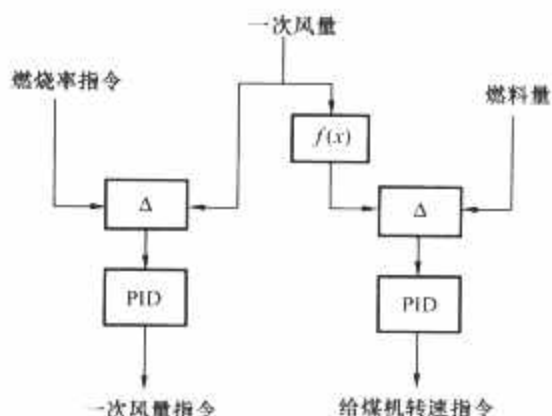 一次风量
燃烧率指令
燃料量
f(x)
Δ
Δ
PID
PID
一次风量指令
给煤机转速指令